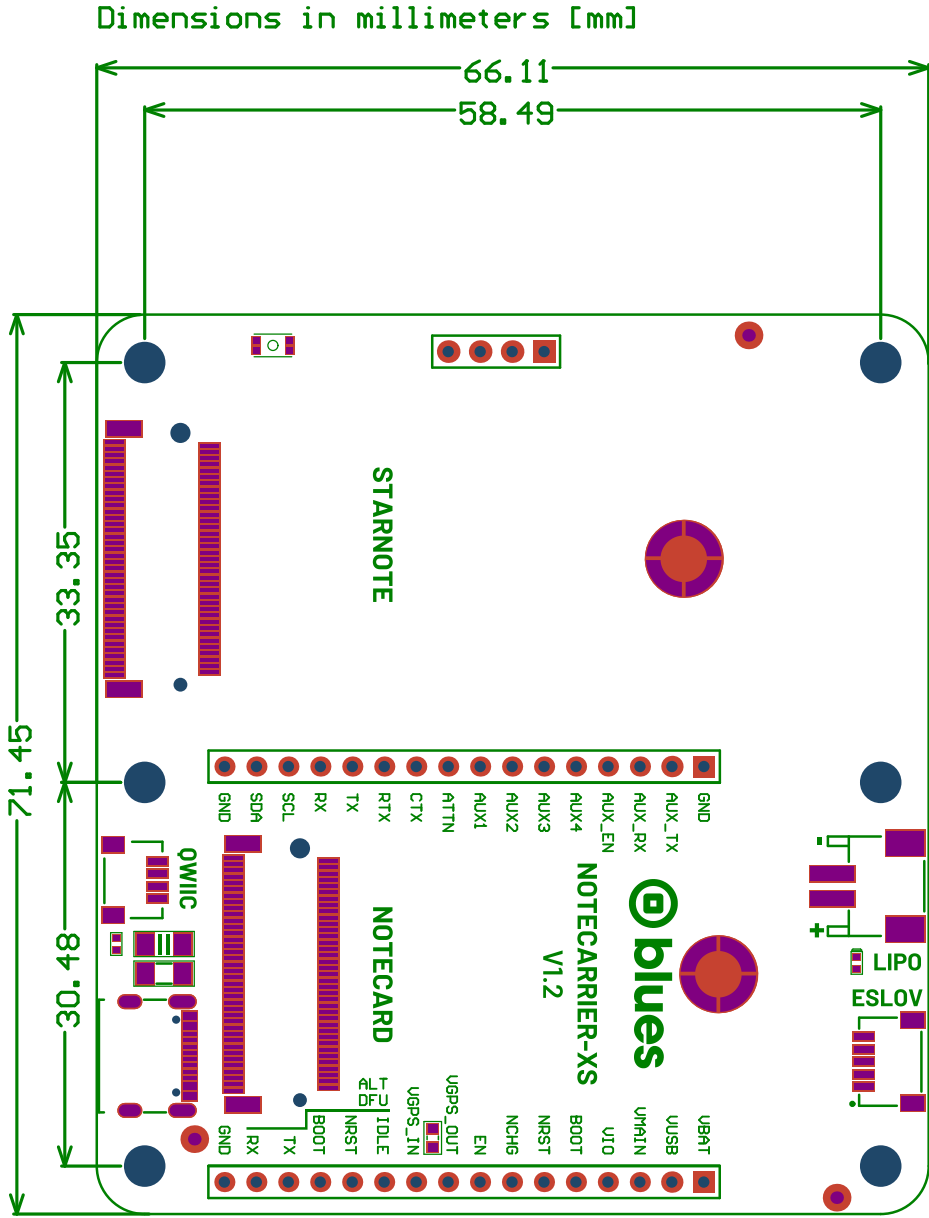 Dimensions in millimeters [mm]
66.11
58.49
33.35
71.45
30.48
STARNOTE
GND
SDA
SCL
RX
TX
RTX
CTX
ATTN
AUX1
AUX2
AUX3
AUX4
AUX_EN
AUX_RX
AUX_TX
GND
QWIIC
NOTECARD
NOTECARRIER-XS
V1.2
blues
-
+
LIPO
ESLOV
ALT
DFU
GND
RX
TX
BOOT
NRST
IDLE
VGPS_IN
VGPS_OUT
EN
NCHG
NRST
BOOT
VIO
VMAIN
VUSB
VBAT